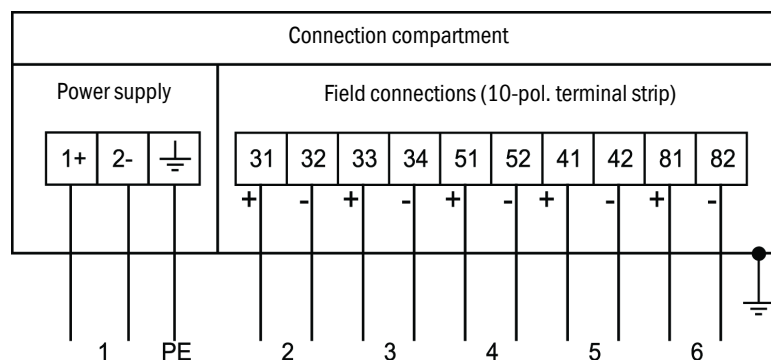 Connection compartment
Power supply
Field connections (10-pol. terminal strip)
1+ 2- 31 32 33 34 51 52 41 42 81 82
+ - + - + - + - + -
1 PE 2 3 4 5 6